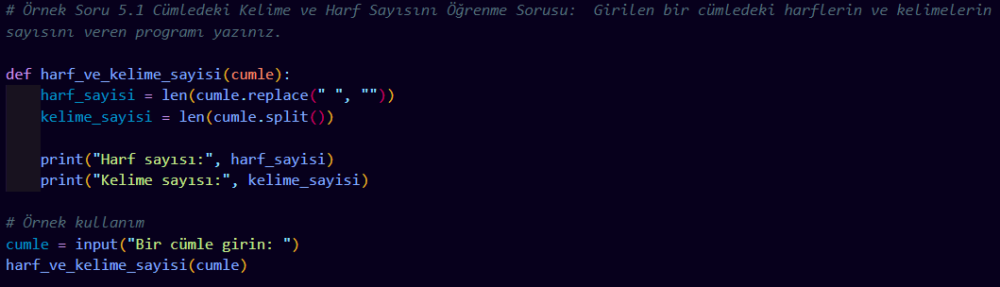 # Örnek Soru 5.1 Cümledeki Kelime ve Harf Sayısını Öğrenme Sorusu:  Girilen bir cümledeki harflerin ve kelimelerin
sayısını veren programı yazınız.

def harf_ve_kelime_sayisi(cumle):
    harf_sayisi = len(cumle.replace(" ", ""))
    kelime_sayisi = len(cumle.split())

    print("Harf sayısı:", harf_sayisi)
    print("Kelime sayısı:", kelime_sayisi)

# Örnek kullanım
cumle = input("Bir cümle girin: ")
harf_ve_kelime_sayisi(cumle)